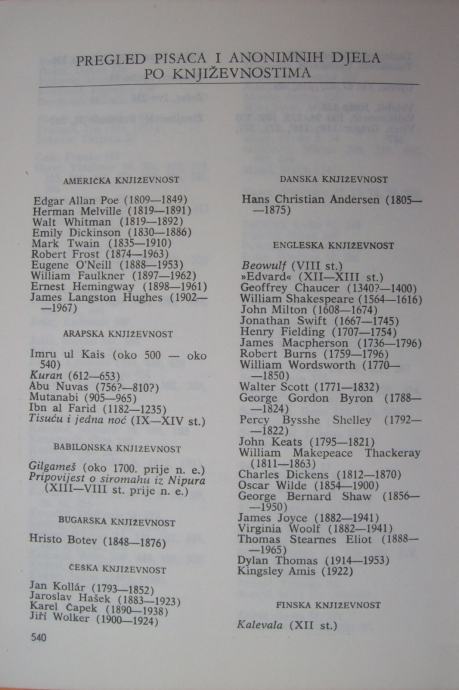 PREGLED PISACA I ANONIMNIH DJELA
PO KNJIŽEVNOSTIMA
AMERIČKA KNJIŽEVNOST
Edgar Allan Poe (1809—1849)
Herman Melville (1819—1891)
Walt Whitman (1819—1892)
Emily Dickinson (1830—1886)
Mark Twain (1835—1910)
Robert Frost (1874—1963)
Eugene O'Neill (1888—1953)
William Faulkner (1897—1962)
Ernest Hemingway (1898—1961)
James Langston Hughes (1902—
—1967)
ARAPSKA KNJIŽEVNOST
Imru ul Kais (oko 500 — oko
540)
Kuran (612—653)
Abu Nuvas (756?—810?)
Mutanabi (905—965)
Ibn al Farid (1182—1235)
Tisuću i jedna noć (IX—XIV st.)
BABILONSKA KNJIŽEVNOST
Gilgameš (oko 1700. prije n. e.)
Pripovijest o siromahu iz Nipura
(XIII—VIII st. prije n. e.)
BUGARSKA KNJIŽEVNOST
Hristo Botev (1848—1876)
ČEŠKA KNJIŽEVNOST
Jan Kollár (1793—1852)
Jaroslav Hašek (1883—1923)
Karel Čapek (1890—1938)
Jiří Wolker (1900—1924)
540
DANSKA KNJIŽEVNOST
Hans Christian Andersen (1805—
—1875)
ENGLESKA KNJIŽEVNOST
Beowulf (VIII st.)
»Edvard« (XII—XIII st.)
Geoffrey Chaucer (1340?—1400)
William Shakespeare (1564—1616)
John Milton (1608—1674)
Jonathan Swift (1667—1745)
Henry Fielding (1707—1754)
James Macpherson (1736—1796)
Robert Burns (1759—1796)
William Wordsworth (1770—
—1850)
Walter Scott (1771—1832)
George Gordon Byron (1788—
—1824)
Percy Bysshe Shelley (1792—
—1822)
John Keats (1795—1821)
William Makepeace Thackeray
(1811—1863)
Charles Dickens (1812—1870)
Oscar Wilde (1854—1900)
George Bernard Shaw (1856—
—1950)
James Joyce (1882—1941)
Virginia Woolf (1882—1941)
Thomas Stearnes Eliot (1888—
—1965)
Dylan Thomas (1914—1953)
Kingsley Amis (1922)
FINSKA KNJIŽEVNOST
Kalevala (XII st.)